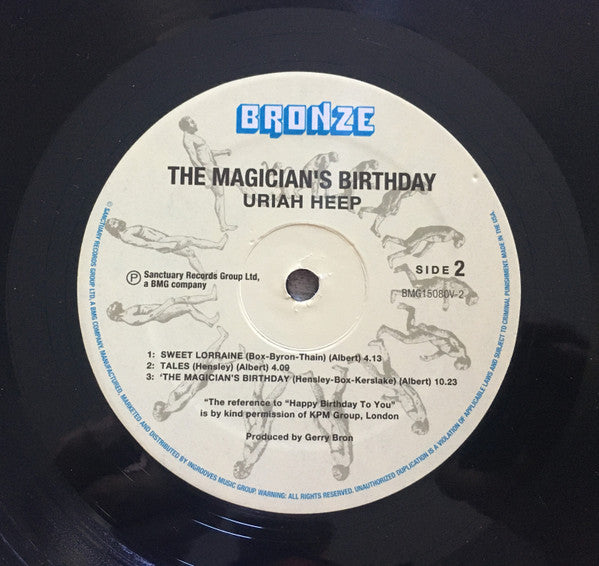 BRONZE
THE MAGICIAN'S BIRTHDAY
URIAH HEEP
Ⓟ Sanctuary Records Group Ltd,
a BMG company
SIDE 2
BMG15080V-2
1: SWEET LORRAINE (Box-Byron-Thain) (Albert) 4.13
2: TALES (Hensley) (Albert) 4.09
3: ‘THE MAGICIAN'S BIRTHDAY (Hensley-Box-Kerslake) (Albert) 10.23
“The reference to “Happy Birthday To You”
is by kind permission of KPM Group, London
Produced by Gerry Bron
© SANCTUARY RECORDS GROUP LTD, A BMG COMPANY, MANUFACTURED, MARKETED AND DISTRIBUTED BY INGROOVES MUSIC GROUP. WARNING: ALL RIGHTS RESERVED. UNAUTHORIZED DUPLICATION IS A VIOLATION OF APPLICABLE LAWS AND SUBJECT TO CRIMINAL PUNISHMENT. MADE IN THE USA.